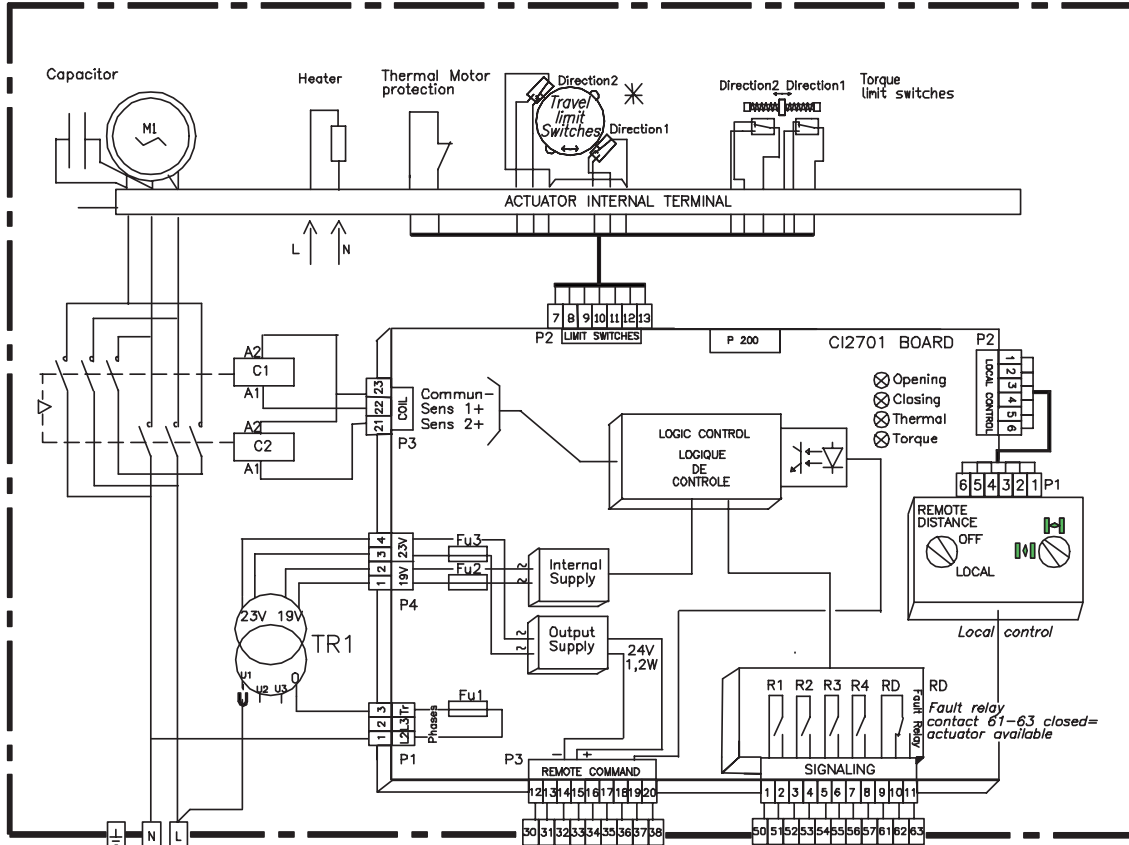 Capacitor
M1
Heater
Thermal Motor
protection
Direction2
Travel
limit
Switches
Direction1
Direction2 Direction1
Torque
limit switches
ACTUATOR INTERNAL TERMINAL
L
N
7 8 9 10 11 12 13
P2 LIMIT SWITCHES
P 200
CI2701 BOARD
P2
LOCAL CONTROL
1
2
3
4
5
6
A2
C1
A1
A2
C2
A1
23
22
21
COIL
P3
Commun-
Sens 1+
Sens 2+
Opening
Closing
Thermal
Torque
LOGIC CONTROL
LOGIQUE
DE
CONTROLE
6 5 4 3 2 1 P1
REMOTE
DISTANCE
OFF
LOCAL
Local control
4
3
2
1
23V
19V
P4
Fu3
Fu2
Internal
Supply
Output
Supply
24V
1,2W
23V 19V
TR1
U1
U2 U3
0
3 Tr
2 L3
1 L2
Phases
P1
Fu1
P3
- +
REMOTE COMMAND
12 13 14 15 16 17 18 19 20
30 31 32 33 34 35 36 37 38
R1 R2 R3 R4 RD
Fault Relay
RD
Fault relay
contact 61-63 closed=
actuator available
SIGNALING
1 2 3 4 5 6 7 8 9 10 11
50 51 52 53 54 55 56 57 61 62 63
N
L